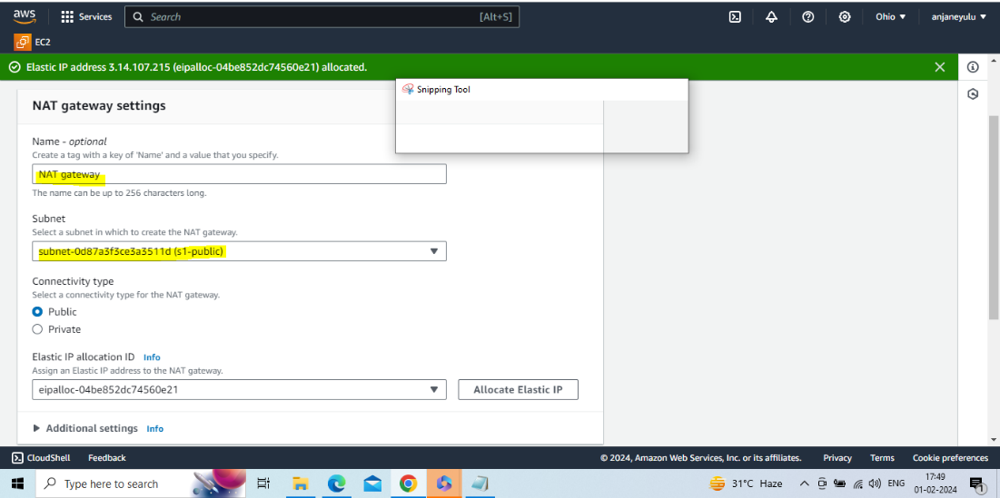 aws
Services
Search
[Alt+S]
Ohio ▼
anjaneyulu ▼
EC2
Elastic IP address 3.14.107.215 (eipalloc-04be852dc74560e21) allocated.
Snipping Tool
NAT gateway settings
Name - optional
Create a tag with a key of 'Name' and a value that you specify.
NAT gateway
The name can be up to 256 characters long.
Subnet
Select a subnet in which to create the NAT gateway.
subnet-0d87a3f3ce3a3511d (s1-public)
Connectivity type
Select a connectivity type for the NAT gateway.
Public
Private
Elastic IP allocation ID Info
Assign an Elastic IP address to the NAT gateway.
eipalloc-04be852dc74560e21
Allocate Elastic IP
Additional settings Info
CloudShell Feedback © 2024, Amazon Web Services, Inc. or its affiliates. Privacy Terms Cookie preferences
Type here to search
31°C Haze
ENG
17:49
01-02-2024
1